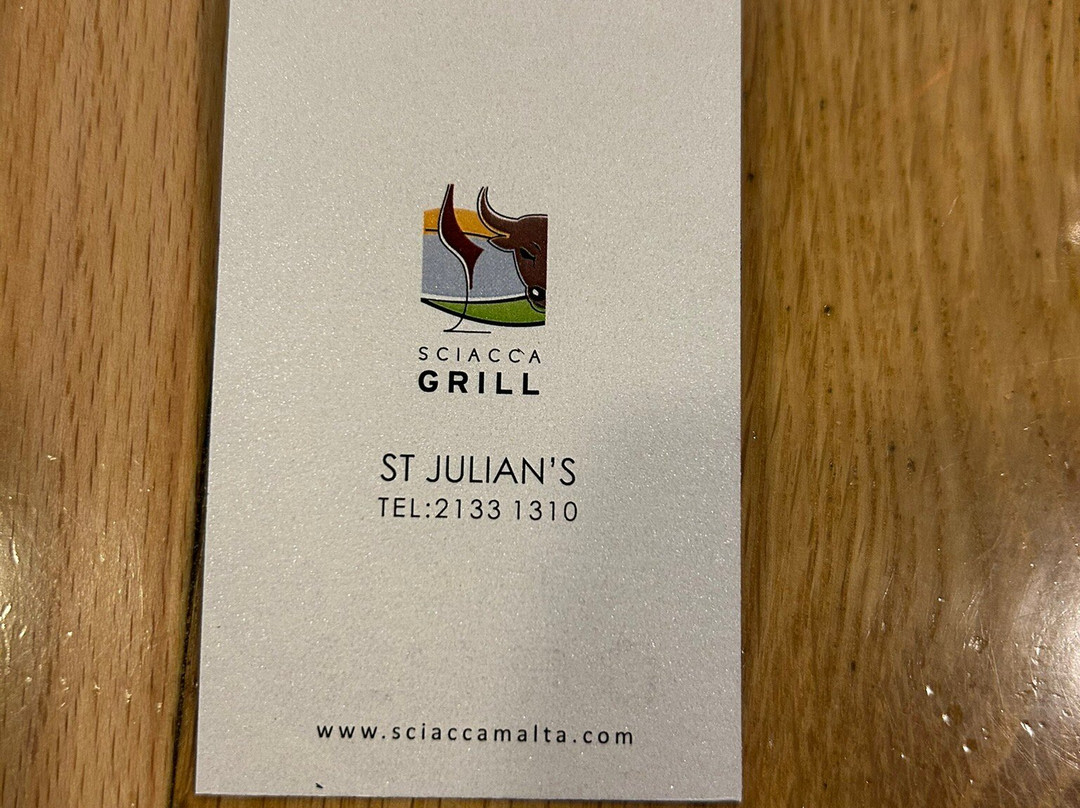 SCIACCA
GRILL
ST JULIAN'S
TEL:2133 1310
www.sciaccamalta.com